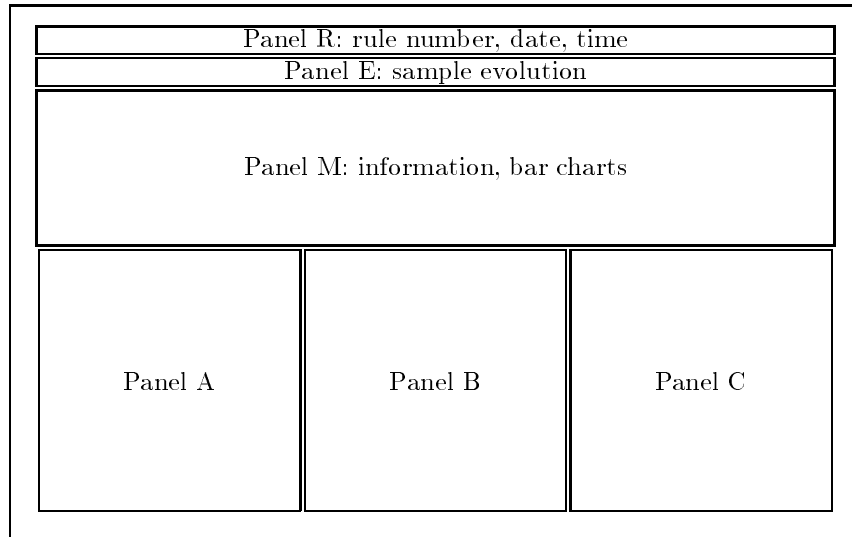 Panel R: rule number, date, time
Panel E: sample evolution
Panel M: information, bar charts
Panel A
Panel B
Panel C